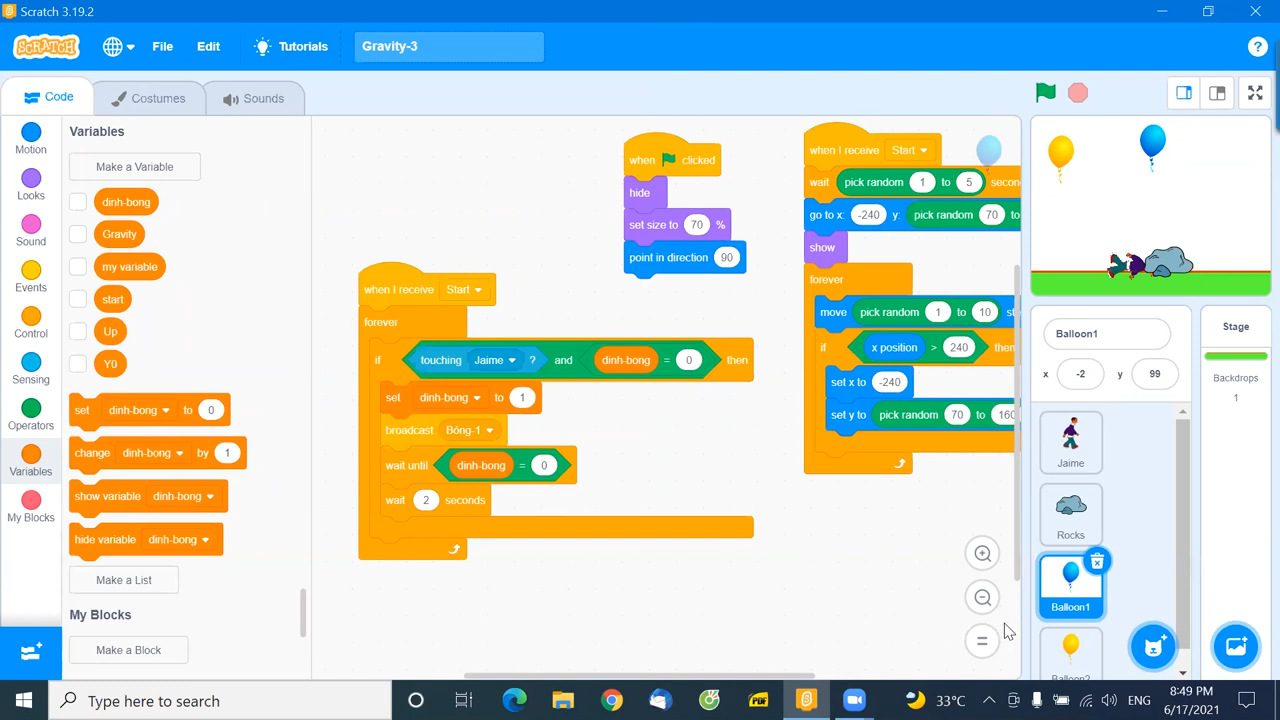 Scratch 3.19.2
SCRATCH
File
Edit
Tutorials
Gravity-3
?
Code
Costumes
Sounds
Motion
Looks
Sound
Events
Control
Sensing
Operators
Variables
My Blocks
Variables
Make a Variable
dinh-bong
Gravity
my variable
start
Up
Y0
set dinh-bong to 0
change dinh-bong by 1
show variable dinh-bong
hide variable dinh-bong
Make a List
My Blocks
Make a Block
when I receive Start
forever
if touching Jaime ? and dinh-bong = 0 then
set dinh-bong to 1
broadcast Bóng-1
wait until dinh-bong = 0
wait 2 seconds
when clicked
hide
set size to 70 %
point in direction 90
when I receive Start
wait pick random 1 to 5
go to x: -240 y: pick random 70 to
show
forever
move pick random 1 to 10
if x position > 240
set x to -240
set y to pick random 70 to
Balloon1
x -2 y 99
Jaime
Rocks
Balloon1
Balloon2
Stage
Backdrops
1
Type here to search
PDF
33°C
ENG
8:49 PM
6/17/2021